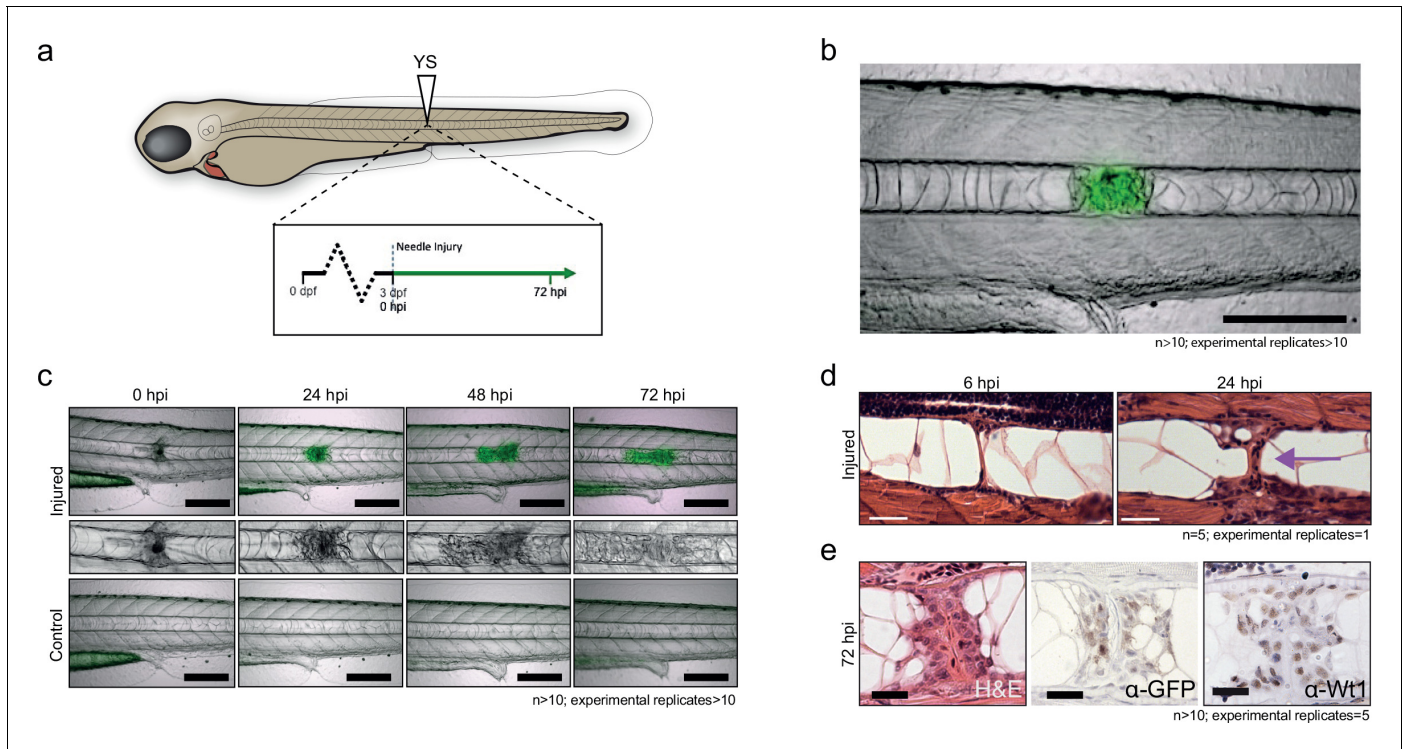 a
YS
Needle Injury
0 dpf
3 dpf
0 hpi
72 hpi
b
n>10; experimental replicates>10
c
0 hpi
24 hpi
48 hpi
72 hpi
Injured
Control
n>10; experimental replicates>10
d
6 hpi
24 hpi
Injured
n=5; experimental replicates=1
e
72 hpi
H&E
α-GFP
α-Wt1
n>10; experimental replicates=5